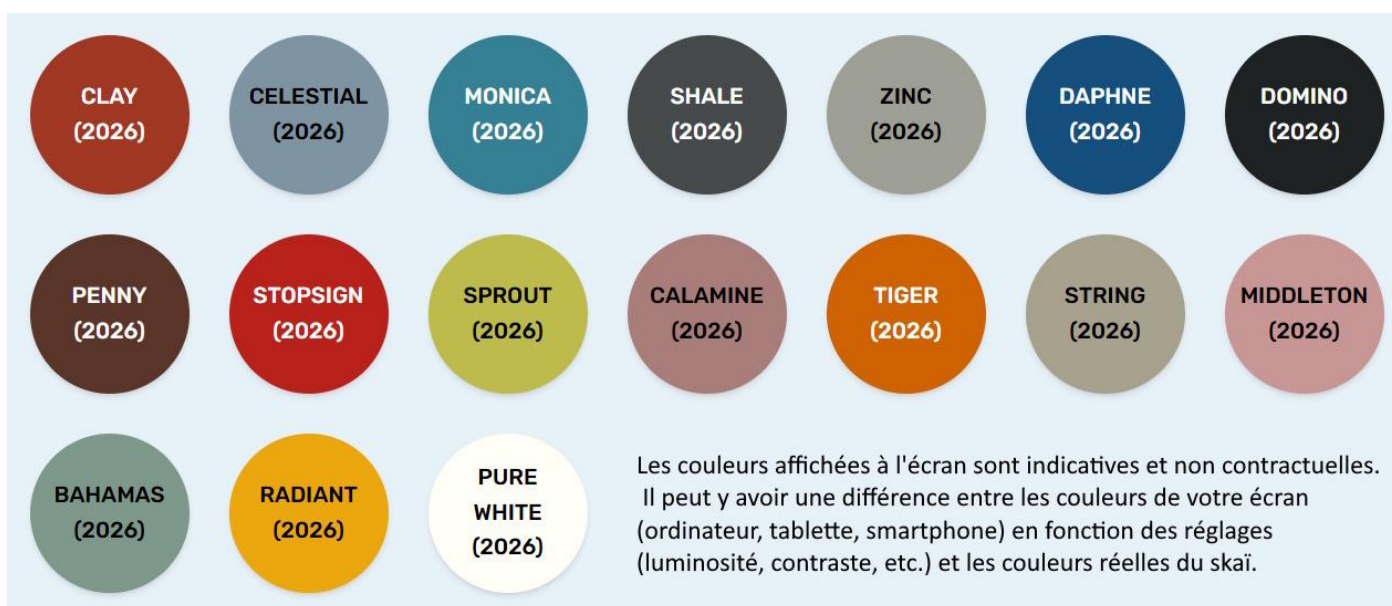 CLAY
(2026)
CELESTIAL
(2026)
MONICA
(2026)
SHALE
(2026)
ZINC
(2026)
DAPHNE
(2026)
DOMINO
(2026)
PENNY
(2026)
STOPSIGN
(2026)
SPROUT
(2026)
CALAMINE
(2026)
TIGER
(2026)
STRING
(2026)
MIDDLETON
(2026)
BAHAMAS
(2026)
RADIANT
(2026)
PURE
WHITE
(2026)
Les couleurs affichées à l'écran sont indicatives et non contractuelles.
Il peut y avoir une différence entre les couleurs de votre écran
(ordinateur, tablette, smartphone) en fonction des réglages
(luminosité, contraste, etc.) et les couleurs réelles du skaï.